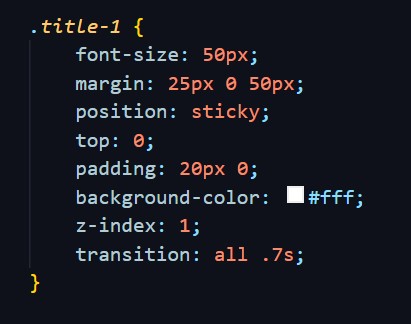 .title-1 {
    font-size: 50px;
    margin: 25px 0 50px;
    position: sticky;
    top: 0;
    padding: 20px 0;
    background-color: #fff;
    z-index: 1;
    transition: all .7s;
}